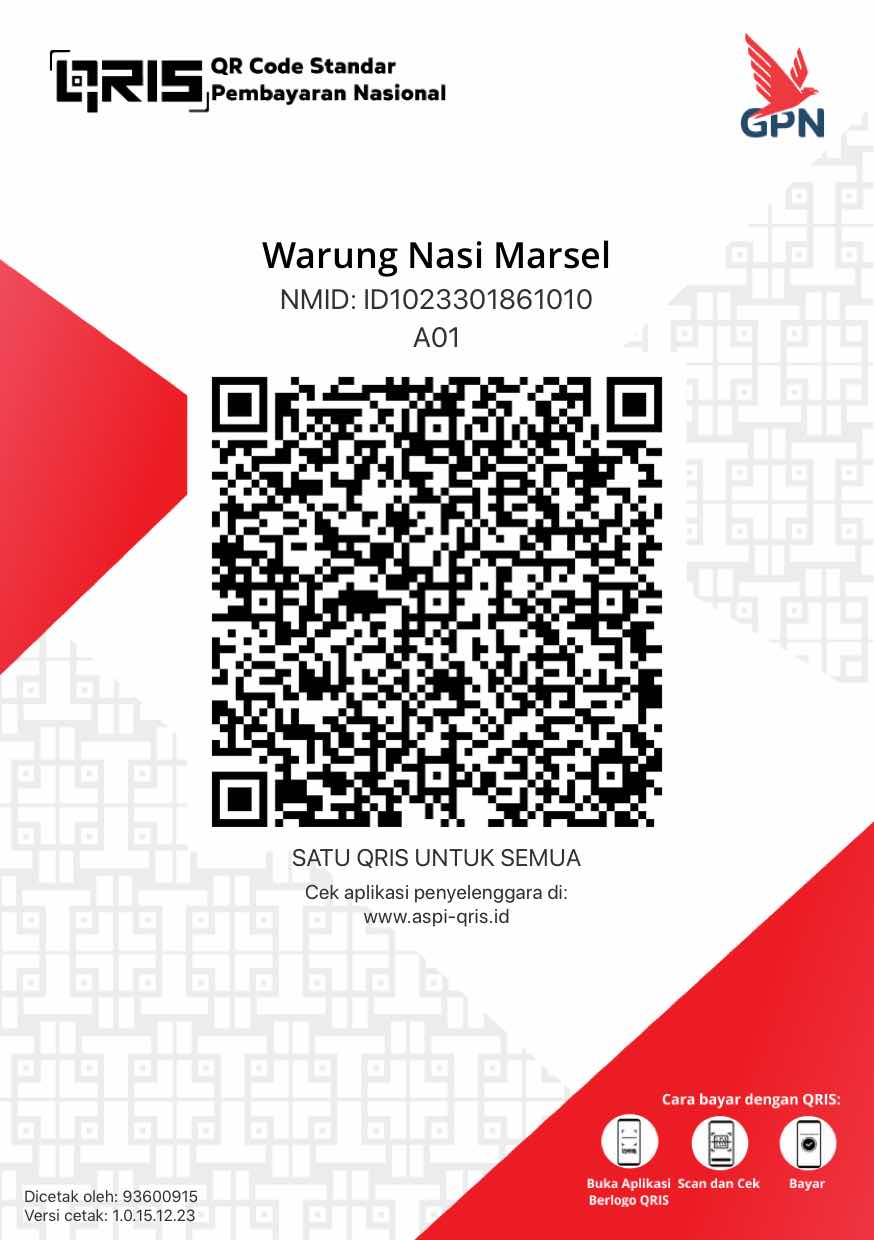 QRIS QR Code Standar
Pembayaran Nasional
GPN
Warung Nasi Marsel
NMID: ID1023301861010
A01
SATU QRIS UNTUK SEMUA
Cek aplikasi penyelenggara di:
www.aspi-qris.id
Cara bayar dengan QRIS:
Buka Aplikasi
Berlogo QRIS
Scan dan Cek
Bayar
Dicetak oleh: 93600915
Versi cetak: 1.0.15.12.23